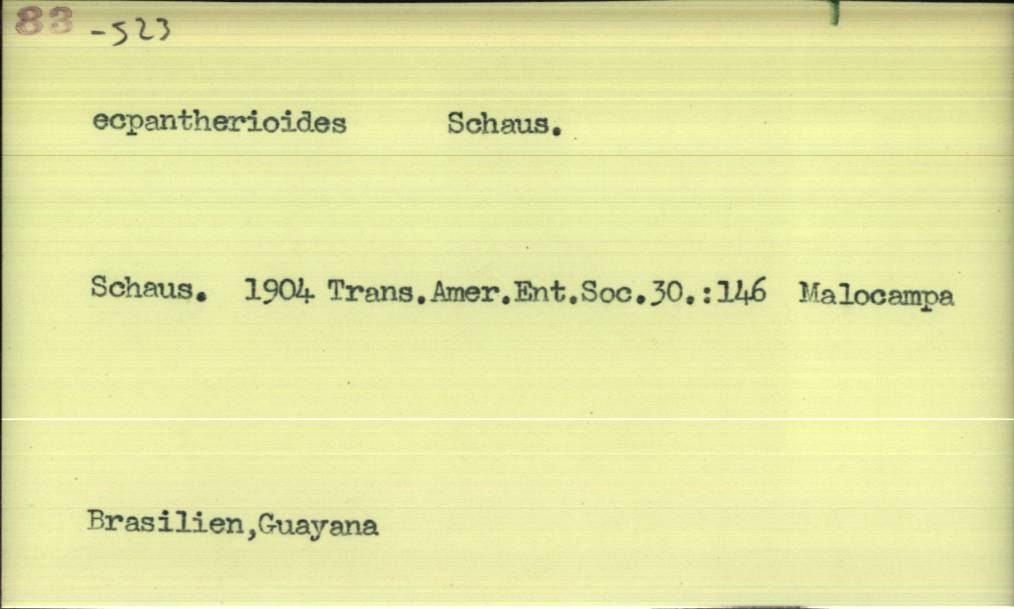 83 -523
ecpantherioides Schaus.
Schaus. 1904 Trans.Amer.Ent.Soc.30.:146 Malocampa
Brasilien,Guayana